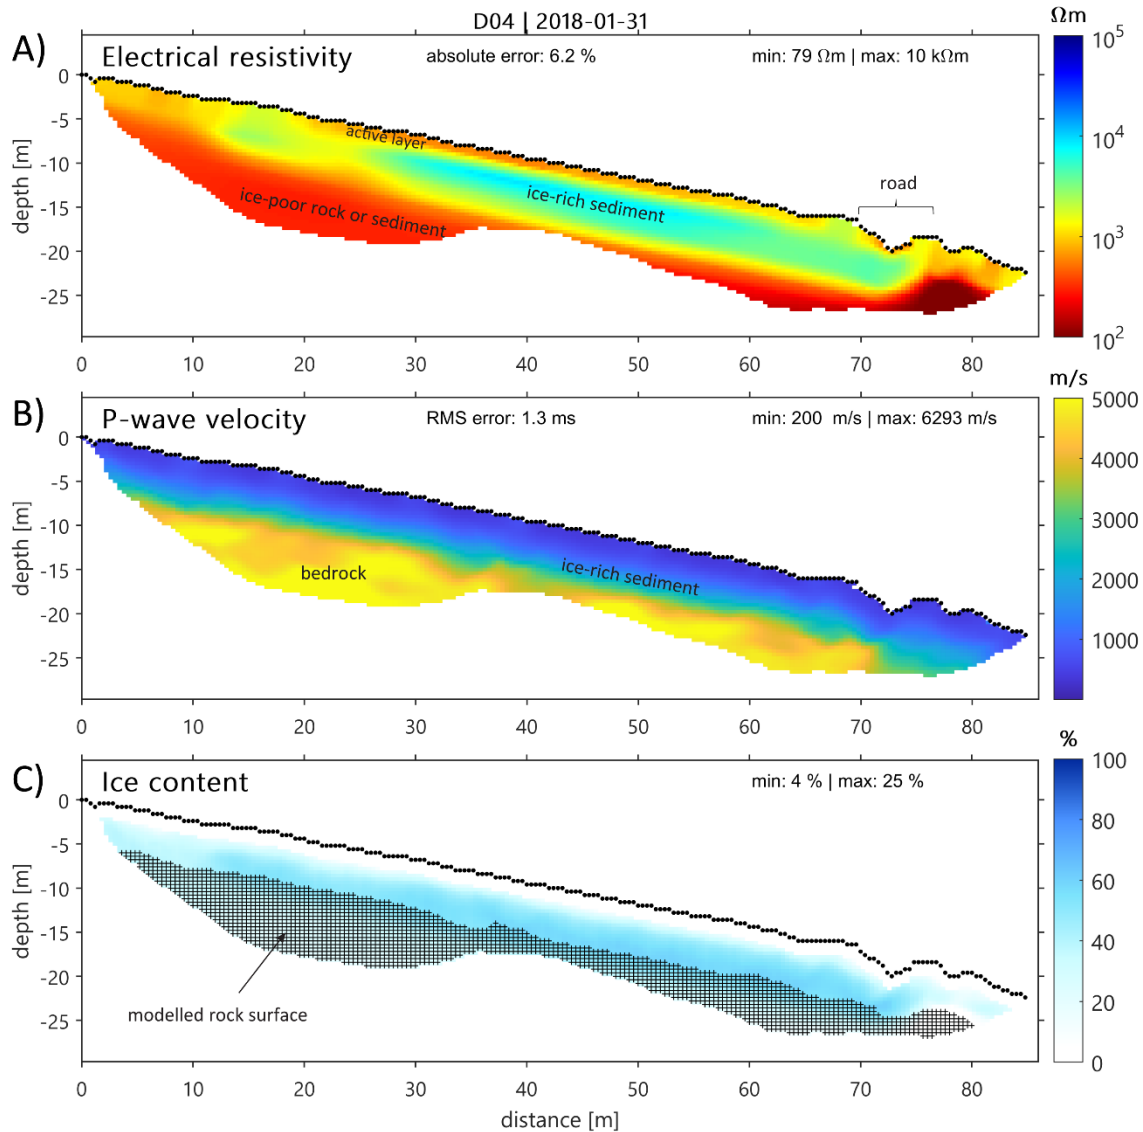 D04 | 2018-01-31
Ωm
A)
Electrical resistivity
absolute error: 6.2 %
min: 79 Ωm | max: 10 kΩm
10^5
10^4
10^3
10^2
0
-5
-10
-15
-20
-25
depth [m]
active layer
ice-rich sediment
ice-poor rock or sediment
road
0 10 20 30 40 50 60 70 80
m/s
B)
P-wave velocity
RMS error: 1.3 ms
min: 200 m/s | max: 6293 m/s
5000
4000
3000
2000
1000
0
-5
-10
-15
-20
-25
depth [m]
bedrock
ice-rich sediment
0 10 20 30 40 50 60 70 80
%
C)
Ice content
min: 4 % | max: 25 %
100
80
60
40
20
0
0
-5
-10
-15
-20
-25
depth [m]
modelled rock surface
0 10 20 30 40 50 60 70 80
distance [m]